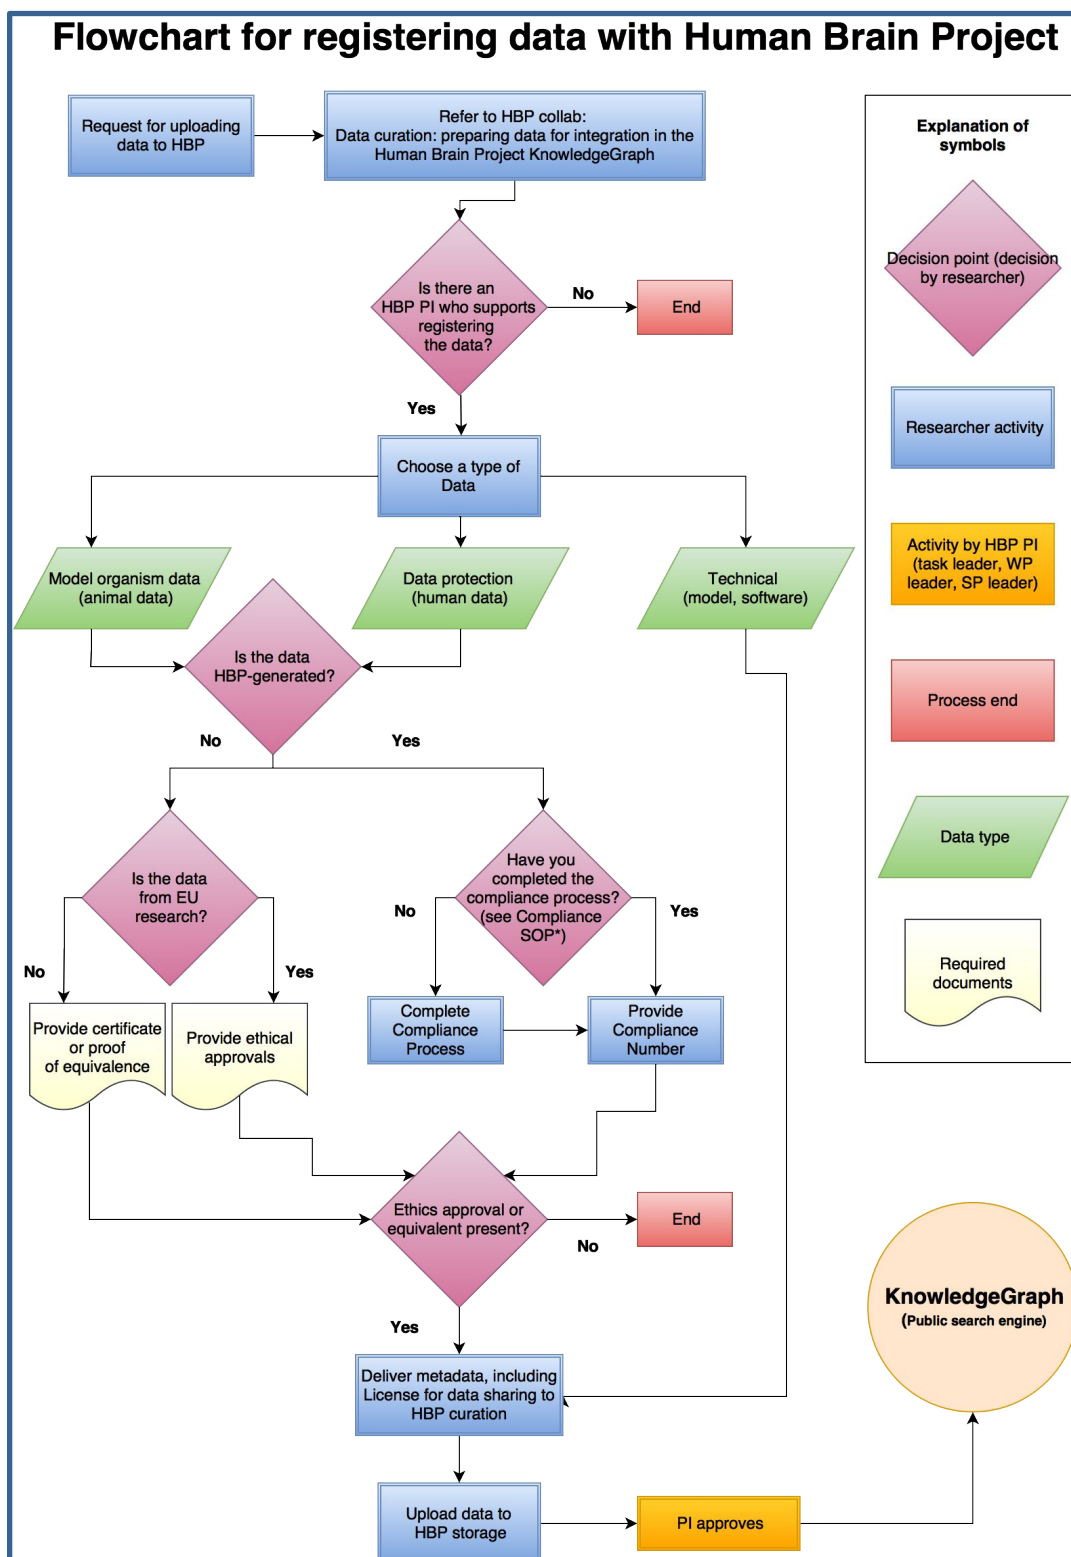 Flowchart for registering data with Human Brain Project
Request for uploading
data to HBP
Refer to HBP collab:
Data curation: preparing data for integration in the
Human Brain Project KnowledgeGraph
Is there an
HBP PI who supports
registering
the data?
No
End
Yes
Choose a type of
Data
Model organism data
(animal data)
Data protection
(human data)
Technical
(model, software)
Is the data
HBP-generated?
No
Yes
Is the data
from EU
research?
Have you
completed the
compliance process?
(see Compliance
SOP*)
No
Yes
No
Yes
Provide certificate
or proof
of equivalence
Provide ethical
approvals
Complete
Compliance
Process
Provide
Compliance
Number
Ethics approval or
equivalent present?
End
No
Yes
Deliver metadata, including
License for data sharing to
HBP curation
Upload data to
HBP storage
PI approves
Explanation of
symbols
Decision point (decision
by researcher)
Researcher activity
Activity by HBP PI
(task leader, WP
leader, SP leader)
Process end
Data type
Required
documents
KnowledgeGraph
(Public search engine)